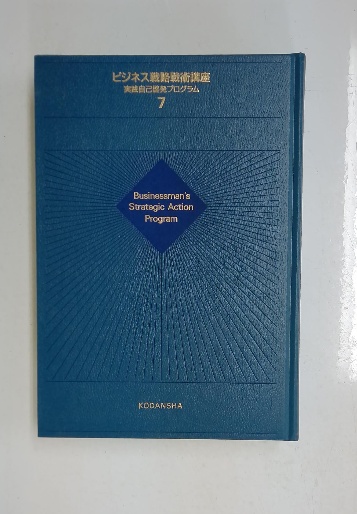 ビジネス戦略戦術講座
実践自己啓発プログラム
7
Businessman's
Strategic Action
Program
KODANSHA